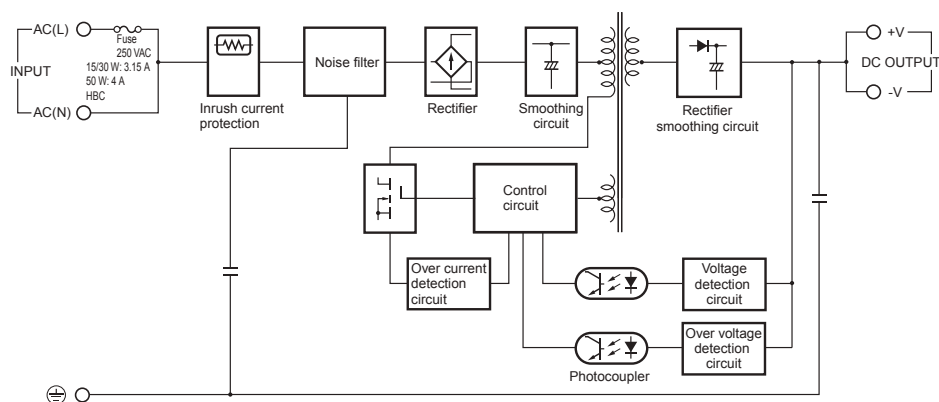 AC(L)
Fuse
250 VAC
15/30 W: 3.15 A
50 W: 4 A
HBC
INPUT
AC(N)
Inrush current
protection
Noise filter
Rectifier
Smoothing
circuit
Rectifier
smoothing circuit
+V
DC OUTPUT
-V
Control
circuit
Over current
detection
circuit
Voltage
detection
circuit
Over voltage
detection
circuit
Photocoupler